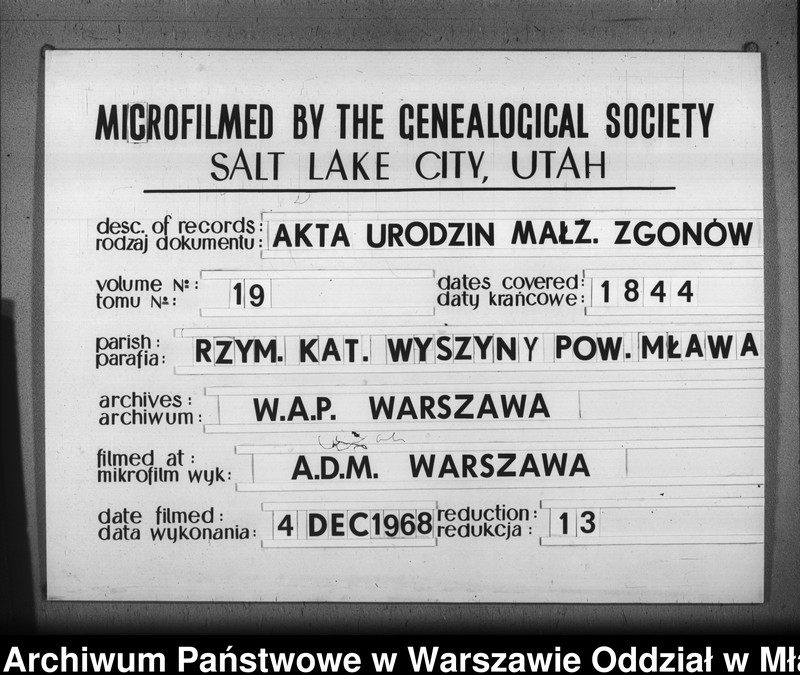 MICROFILMED BY THE GENEALOGICAL SOCIETY
SALT LAKE CITY, UTAH
desc. of records:
rodzaj dokumentu: AKTA URODZIN MAŁŻ. ZGONÓW
volume №:
tomu №: 19
dates covered:
daty krańcowe: 1844
parish:
parafia: RZYM. KAT. WYSZYNY POW. MŁAWA
archives:
archiwum: W.A.P. WARSZAWA
filmed at:
mikrofilm wyk: A.D.M. WARSZAWA
date filmed:
data wykonania: 4 DEC 1968
reduction:
redukcja: 13
Archiwum Państwowe w Warszawie Oddział w Mła